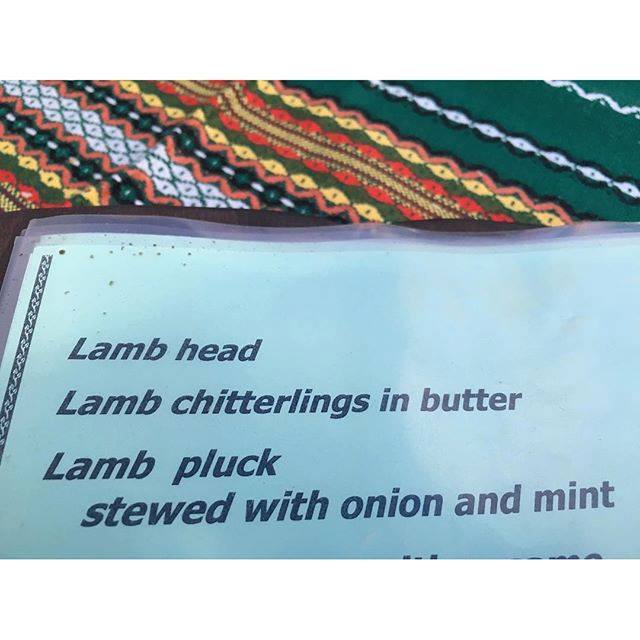 Lamb head
Lamb chitterlings in butter
Lamb pluck
stewed with onion and mint